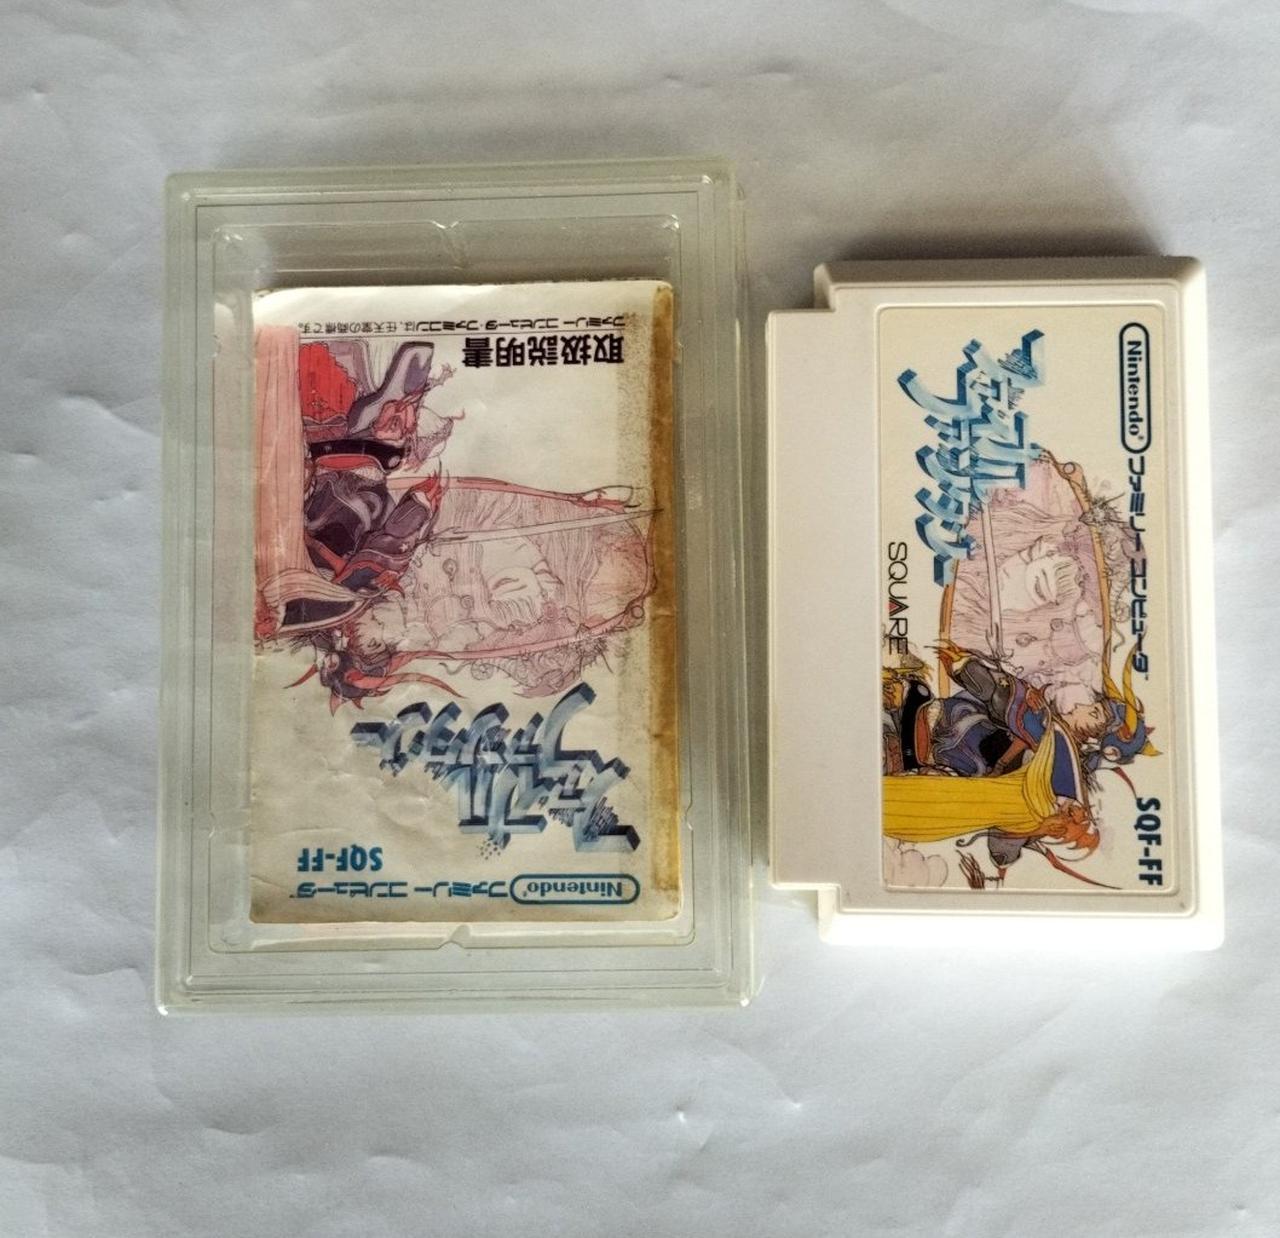 Nintendo® ファミリー コンピュータ™
SQF-FF
ファイナル
ファンタジー
取扱説明書
ファミリー コンピュータ・ファミコンは、任天堂の商標です。
Nintendo® ファミリー コンピュータ™
ファイナル
ファンタジー
SQUARE
SQF-FF